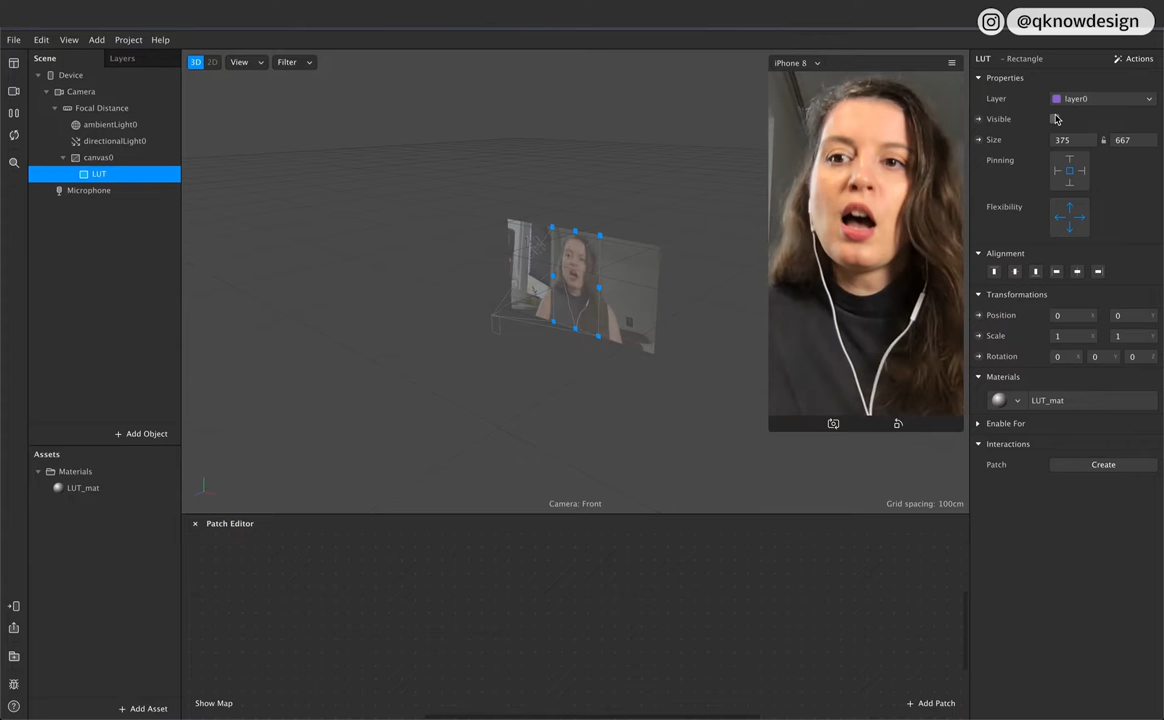 @qknowdesign
File Edit View Add Project Help
Scene Layers
Device
Camera
Focal Distance
ambientLight0
directionalLight0
canvas0
LUT
Microphone
+ Add Object
Assets
Materials
LUT_mat
+ Add Asset
3D 2D View Filter
iPhone 8
Camera: Front
Grid spacing: 100cm
× Patch Editor
Show Map
+ Add Patch
LUT - Rectangle Actions
Properties
Layer layer0
Visible
Size 375 667
Pinning
Flexibility
Alignment
Transformations
Position 0 X 0 Y
Scale 1 X 1 Y
Rotation 0 X 0 Y 0 Z
Materials
LUT_mat
Enable For
Interactions
Patch Create